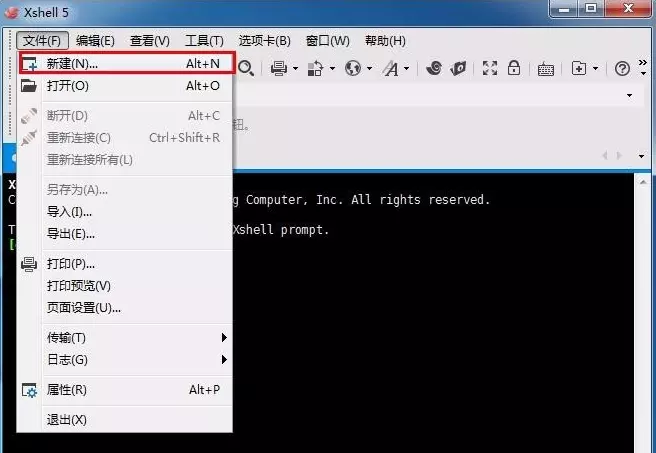 Xshell 5
文件(F) 编辑(E) 查看(V) 工具(T) 选项卡(B) 窗口(W) 帮助(H)
新建(N)... Alt+N
打开(O) Alt+O
断开(D) Alt+C
钮。
重新连接(C) Ctrl+Shift+R
重新连接所有(L)
另存为(A)...
X
C g Computer, Inc. All rights reserved.
导入(I)...
T Xshell prompt.
导出(E)...
[
打印(P)...
打印预览(V)
页面设置(U)...
传输(T)
日志(G)
属性(R) Alt+P
退出(X)